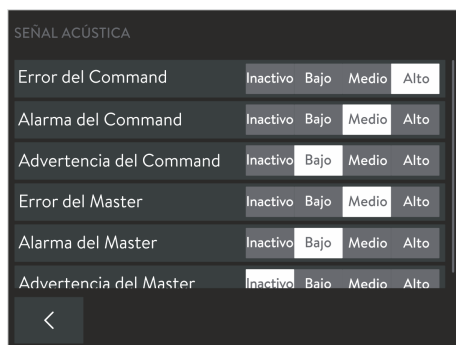 SEÑAL ACÚSTICA
Error del Command Inactivo Bajo Medio Alto
Alarma del Command Inactivo Bajo Medio Alto
Advertencia del Command Inactivo Bajo Medio Alto
Error del Master Inactivo Bajo Medio Alto
Alarma del Master Inactivo Bajo Medio Alto
Advertencia del Master Inactivo Bajo Medio Alto